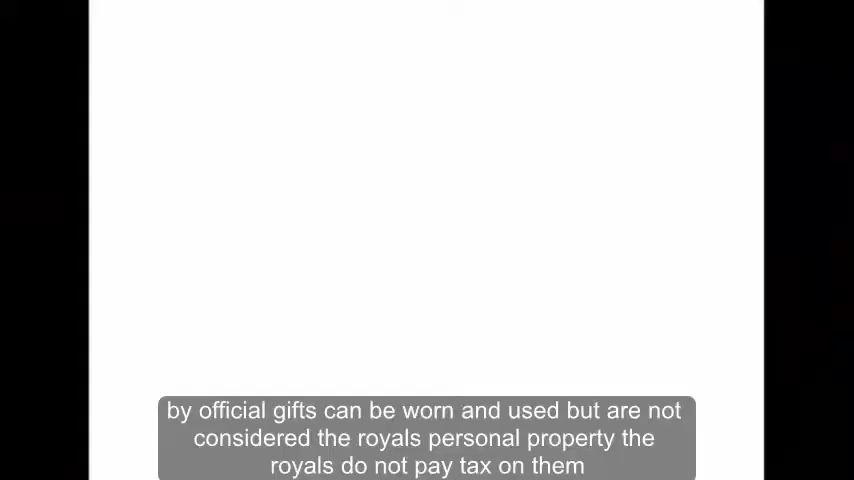 by official gifts can be worn and used but are not
considered the royals personal property the
royals do not pay tax on them